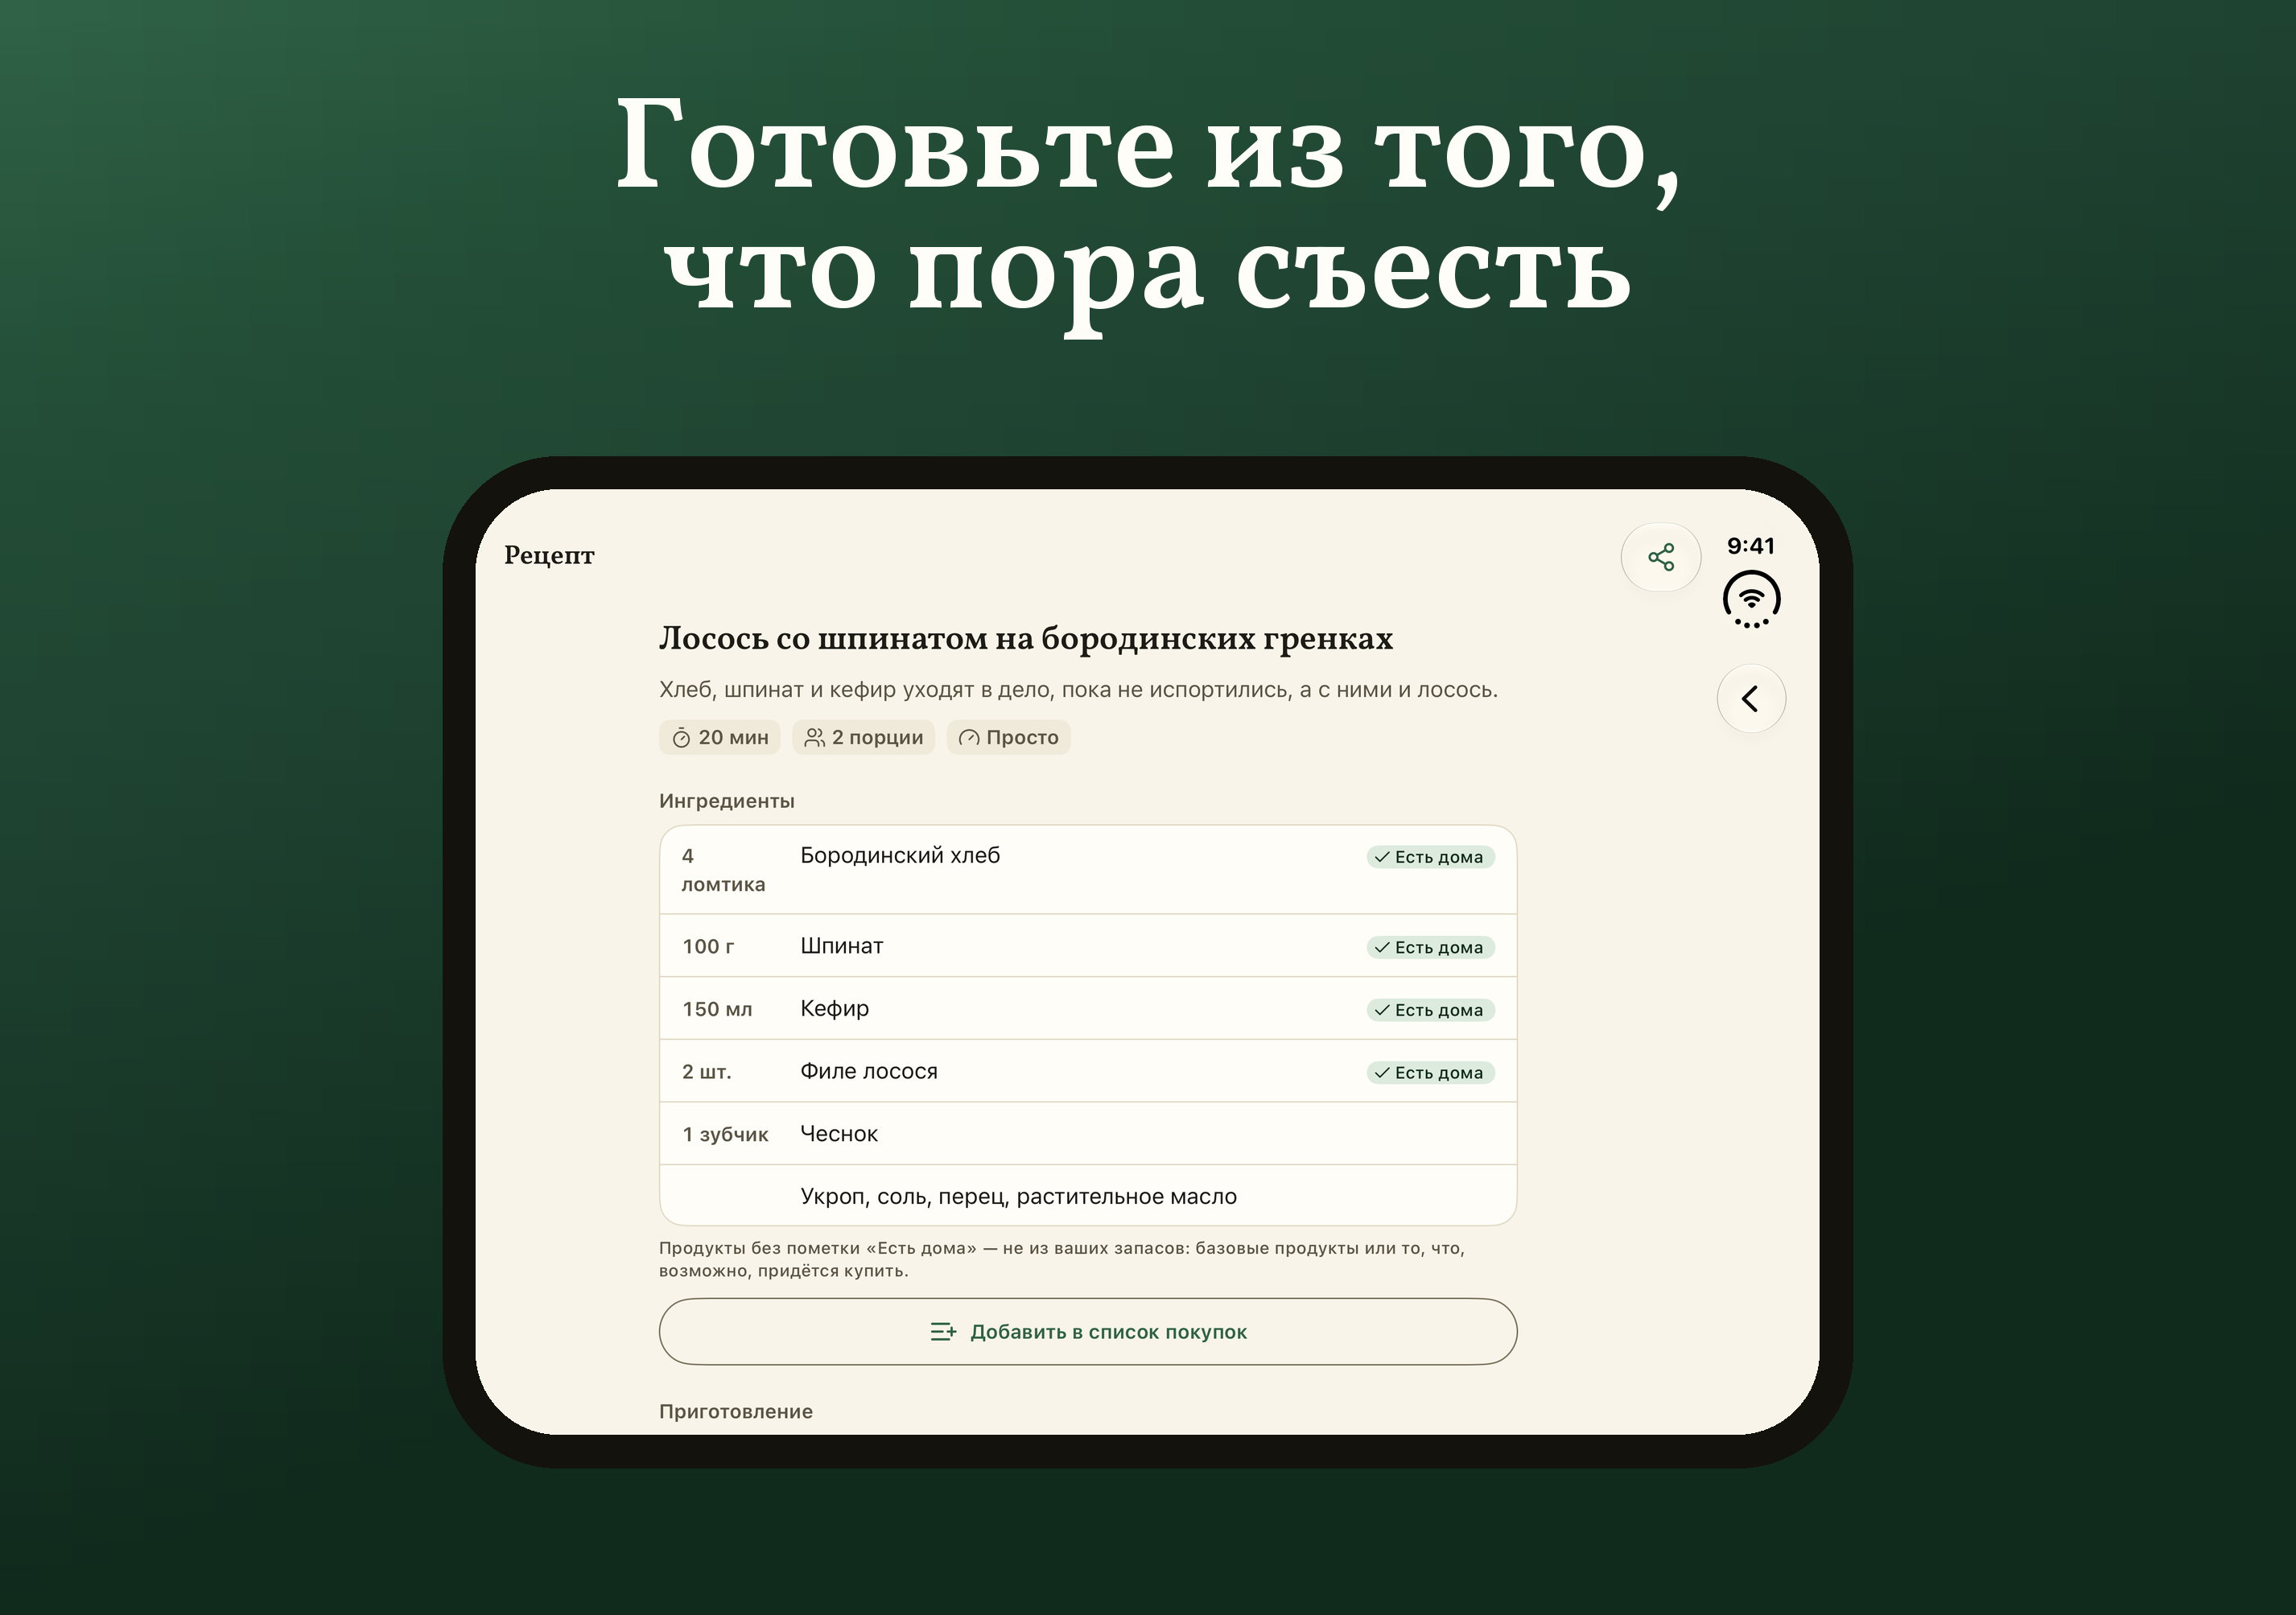 Готовьте из того,
что пора съесть
Рецепт
9:41
Лосось со шпинатом на бородинских гренках
Хлеб, шпинат и кефир уходят в дело, пока не испортились, а с ними и лосось.
20 мин
2 порции
Просто
Ингредиенты
4 ломтика
Бородинский хлеб
Есть дома
100 г
Шпинат
Есть дома
150 мл
Кефир
Есть дома
2 шт.
Филе лосося
Есть дома
1 зубчик
Чеснок
Укроп, соль, перец, растительное масло
Продукты без пометки «Есть дома» — не из ваших запасов: базовые продукты или то, что,
возможно, придётся купить.
Добавить в список покупок
Приготовление